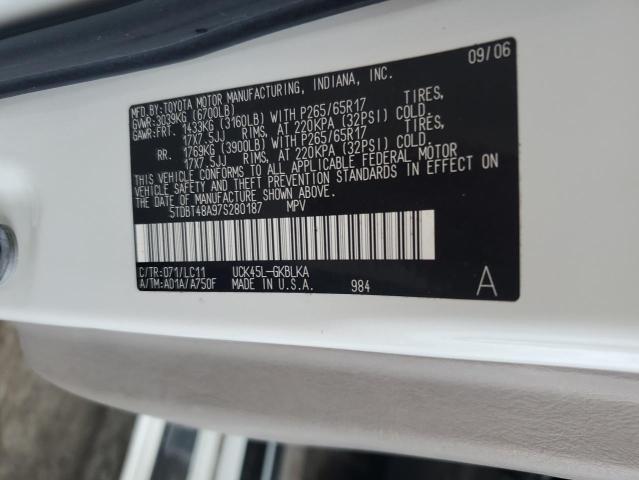 09/06
MFD.BY:TOYOTA MOTOR MANUFACTURING, INDIANA, INC.
GVWR:3039KG (6700LB)
GAWR:FRT. 1433KG (3160LB) WITH P265/65R17 TIRES,
17X7.5JJ RIMS, AT 220KPA (32PSI) COLD.
RR. 1769KG (3900LB) WITH P265/65R17 TIRES,
17X7.5JJ RIMS, AT 220KPA (32PSI) COLD.
THIS VEHICLE CONFORMS TO ALL APPLICABLE FEDERAL MOTOR
VEHICLE SAFETY AND THEFT PREVENTION STANDARDS IN EFFECT
ON THE DATE OF MANUFACTURE SHOWN ABOVE.
5TDBT48A97S280187 MPV
C/TR:071/LC11 UCK45L-GKBLKA
A/TM:AD1A/A750F MADE IN U.S.A. 984 A